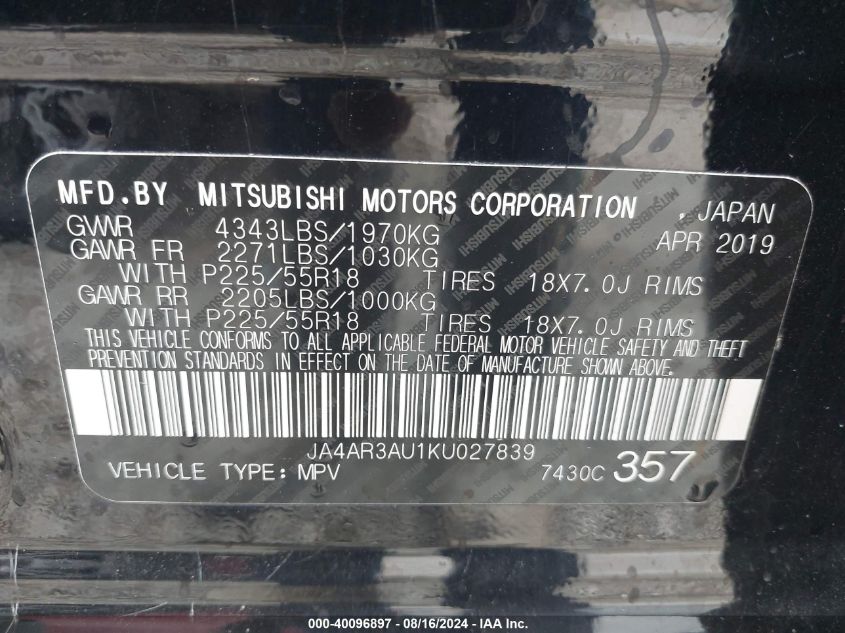 MFD.BY MITSUBISHI MOTORS CORPORATION , JAPAN
GVWR 4343LBS/1970KG APR 2019
GAWR FR 2271LBS/1030KG
WITH P225/55R18 TIRES 18X7.0J RIMS
GAWR RR 2205LBS/1000KG
WITH P225/55R18 TIRES 18X7.0J RIMS
THIS VEHICLE CONFORMS TO ALL APPLICABLE FEDERAL MOTOR VEHICLE SAFETY AND THEFT
PREVENTION STANDARDS IN EFFECT ON THE DATE OF MANUFACTURE SHOWN ABOVE.
JA4AR3AU1KU027839
VEHICLE TYPE: MPV 7430C 357
000-40096897 - 08/16/2024 - IAA Inc.